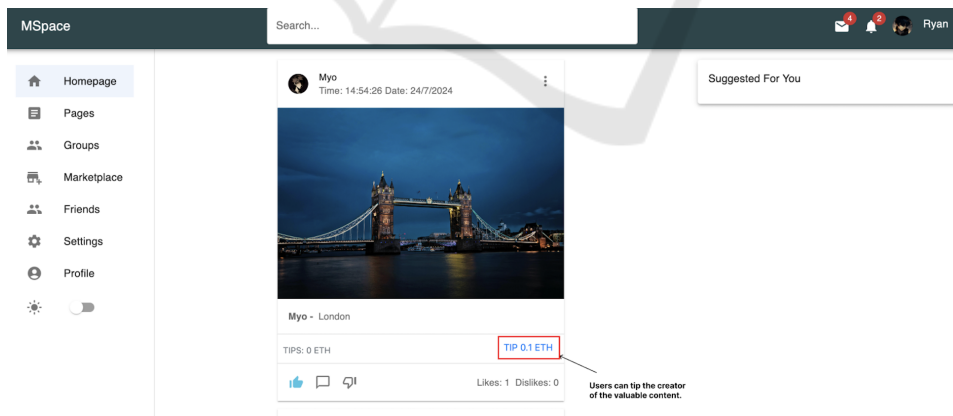 MSpace
Search...
4
2
Ryan
Homepage
Pages
Groups
Marketplace
Friends
Settings
Profile
Myo
Time: 14:54:26 Date: 24/7/2024
Myo - London
TIPS: 0 ETH
TIP 0.1 ETH
Likes: 1 Dislikes: 0
Users can tip the creator
of the valuable content.
Suggested For You